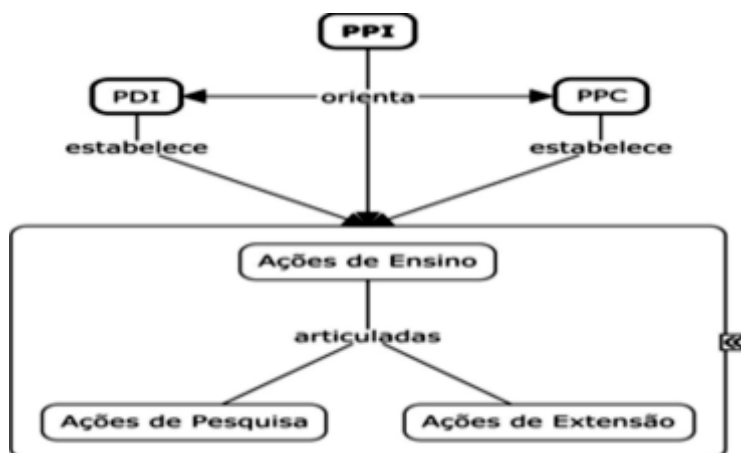 PPI
PDI orienta PPC
estabelece estabelece
Ações de Ensino
articuladas
Ações de Pesquisa Ações de Extensão